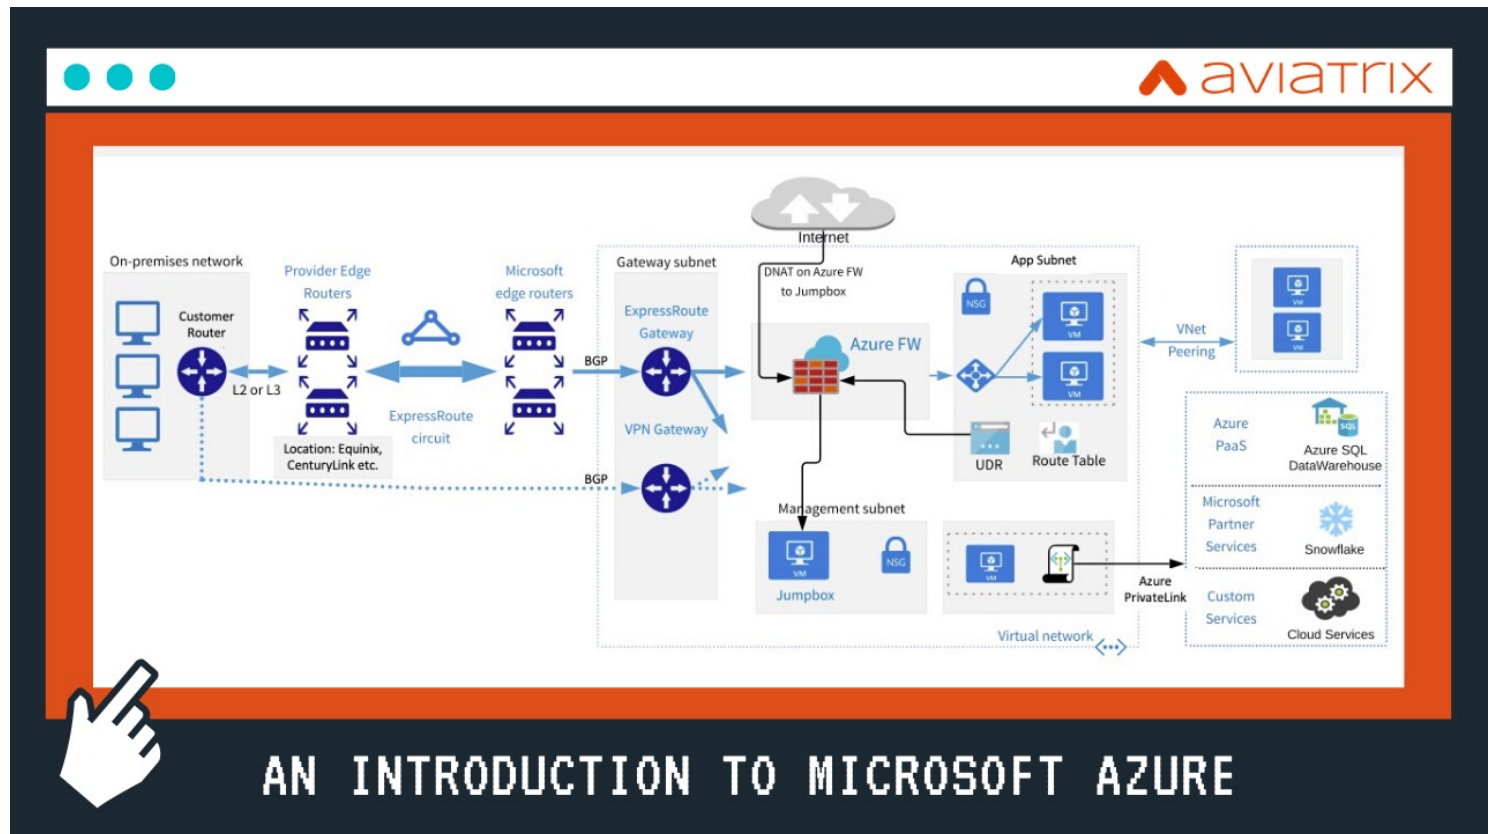 aviatrix
Internet
On-premises network
Customer
Router
L2 or L3
Provider Edge
Routers
Location: Equinix,
CenturyLink etc.
ExpressRoute
circuit
Microsoft
edge routers
BGP
BGP
Gateway subnet
ExpressRoute
Gateway
VPN Gateway
DNAT on Azure FW
to Jumpbox
Azure FW
Management subnet
VM
Jumpbox
NSG
App Subnet
NSG
VM
VM
UDR
Route Table
VM
Azure
PrivateLink
Virtual network
VNet
Peering
VM
VM
Azure
PaaS
SQL
Azure SQL
DataWarehouse
Microsoft
Partner
Services
Snowflake
Custom
Services
Cloud Services
AN INTRODUCTION TO MICROSOFT AZURE